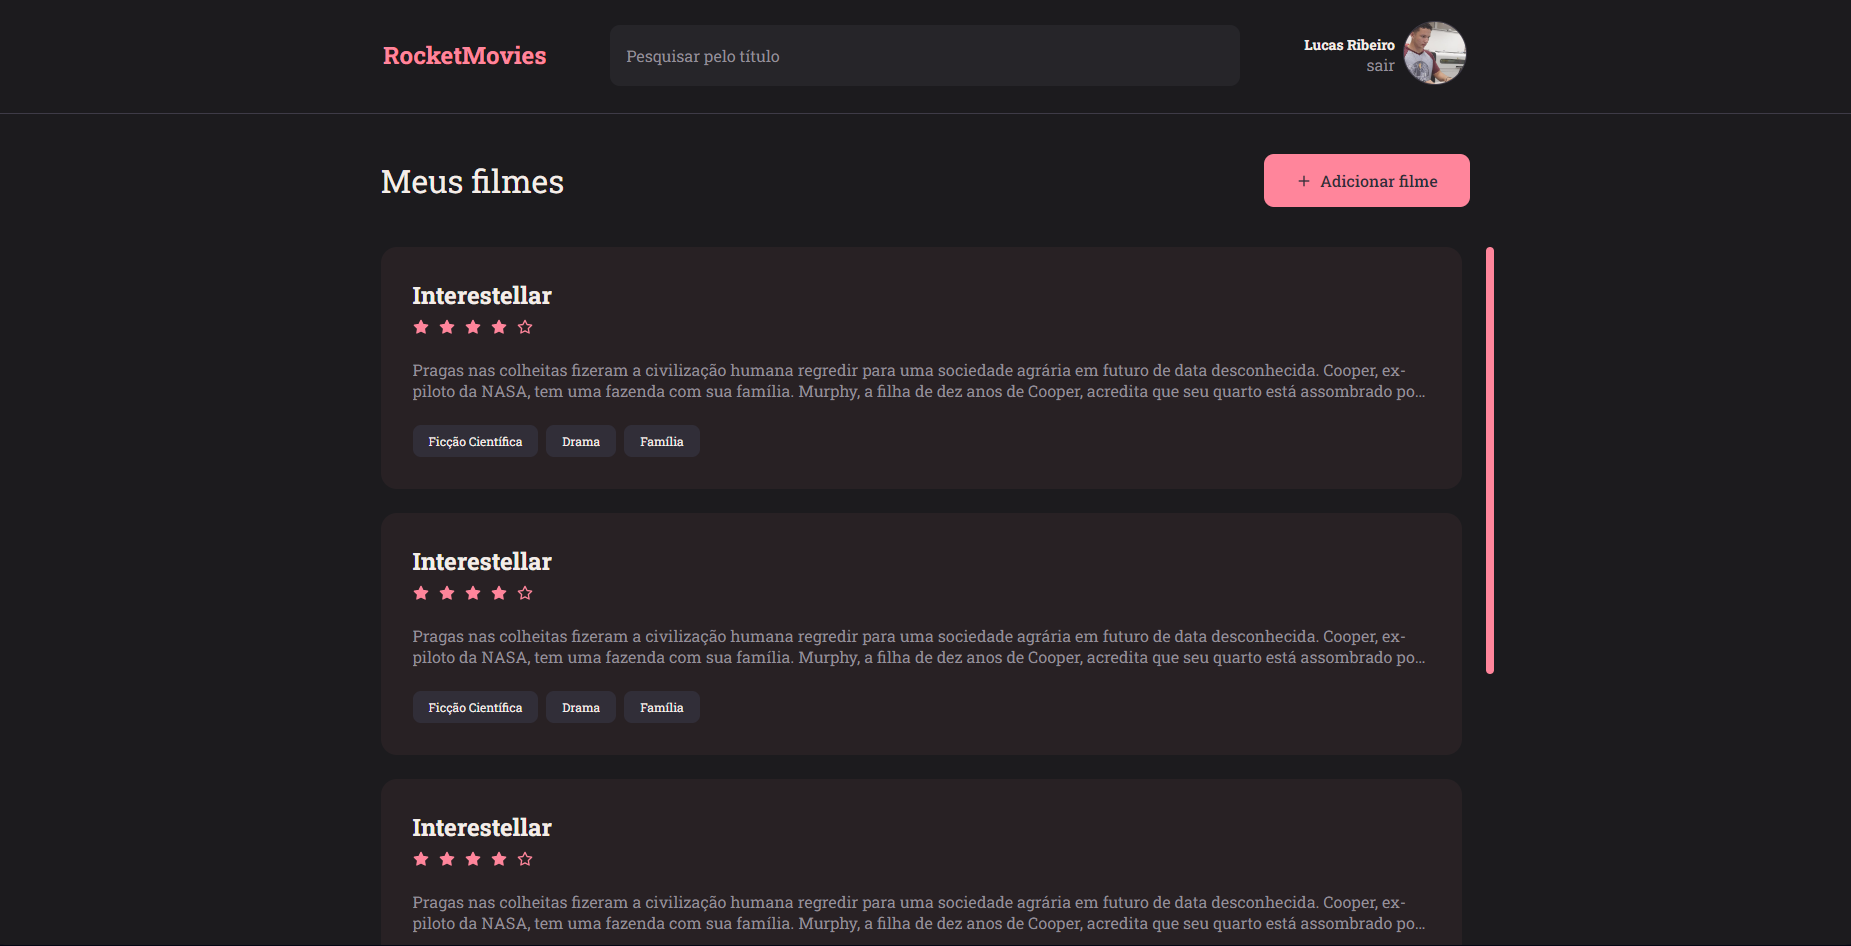 RocketMovies
Pesquisar pelo título
Lucas Ribeiro
sair
Meus filmes
+ Adicionar filme
Interestellar
Pragas nas colheitas fizeram a civilização humana regredir para uma sociedade agrária em futuro de data desconhecida. Cooper, ex-
piloto da NASA, tem uma fazenda com sua família. Murphy, a filha de dez anos de Cooper, acredita que seu quarto está assombrado po...
Ficção Científica Drama Família
Interestellar
Pragas nas colheitas fizeram a civilização humana regredir para uma sociedade agrária em futuro de data desconhecida. Cooper, ex-
piloto da NASA, tem uma fazenda com sua família. Murphy, a filha de dez anos de Cooper, acredita que seu quarto está assombrado po...
Ficção Científica Drama Família
Interestellar
Pragas nas colheitas fizeram a civilização humana regredir para uma sociedade agrária em futuro de data desconhecida. Cooper, ex-
piloto da NASA, tem uma fazenda com sua família. Murphy, a filha de dez anos de Cooper, acredita que seu quarto está assombrado po...